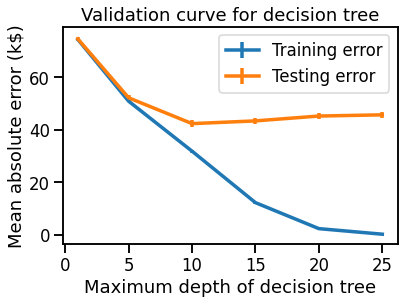 Validation curve for decision tree
Training error
Testing error
Mean absolute error (k$)
60
40
20
0
0 5 10 15 20 25
Maximum depth of decision tree